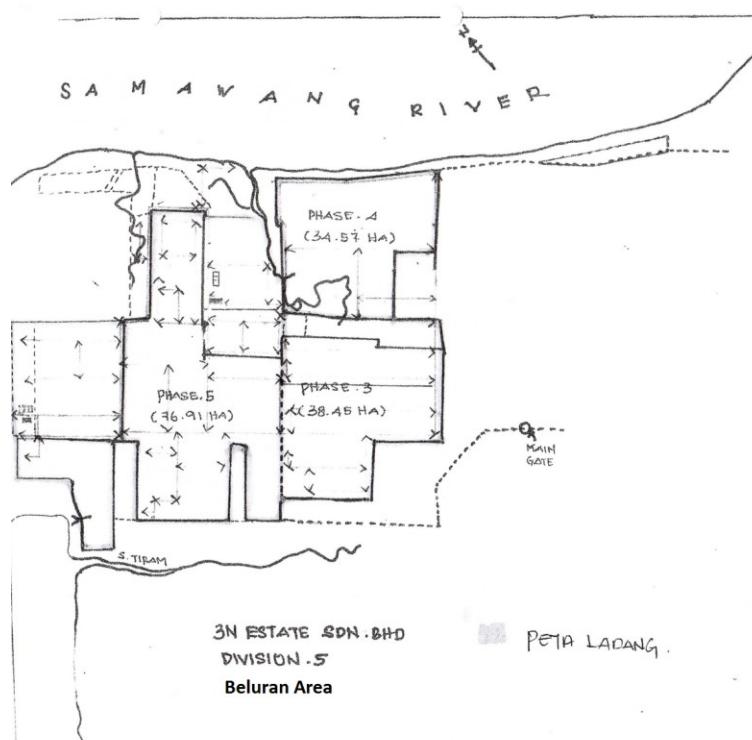 N
SAMAWANG RIVER
PHASE.4
(34.57 HA)
PHASE.5
(76.91 HA)
PHASE.3
(38.45 HA)
MAIN
GATE
S. TIRAM
3N ESTATE SDN.BHD
DIVISION.5
Beluran Area
PETA LADANG.